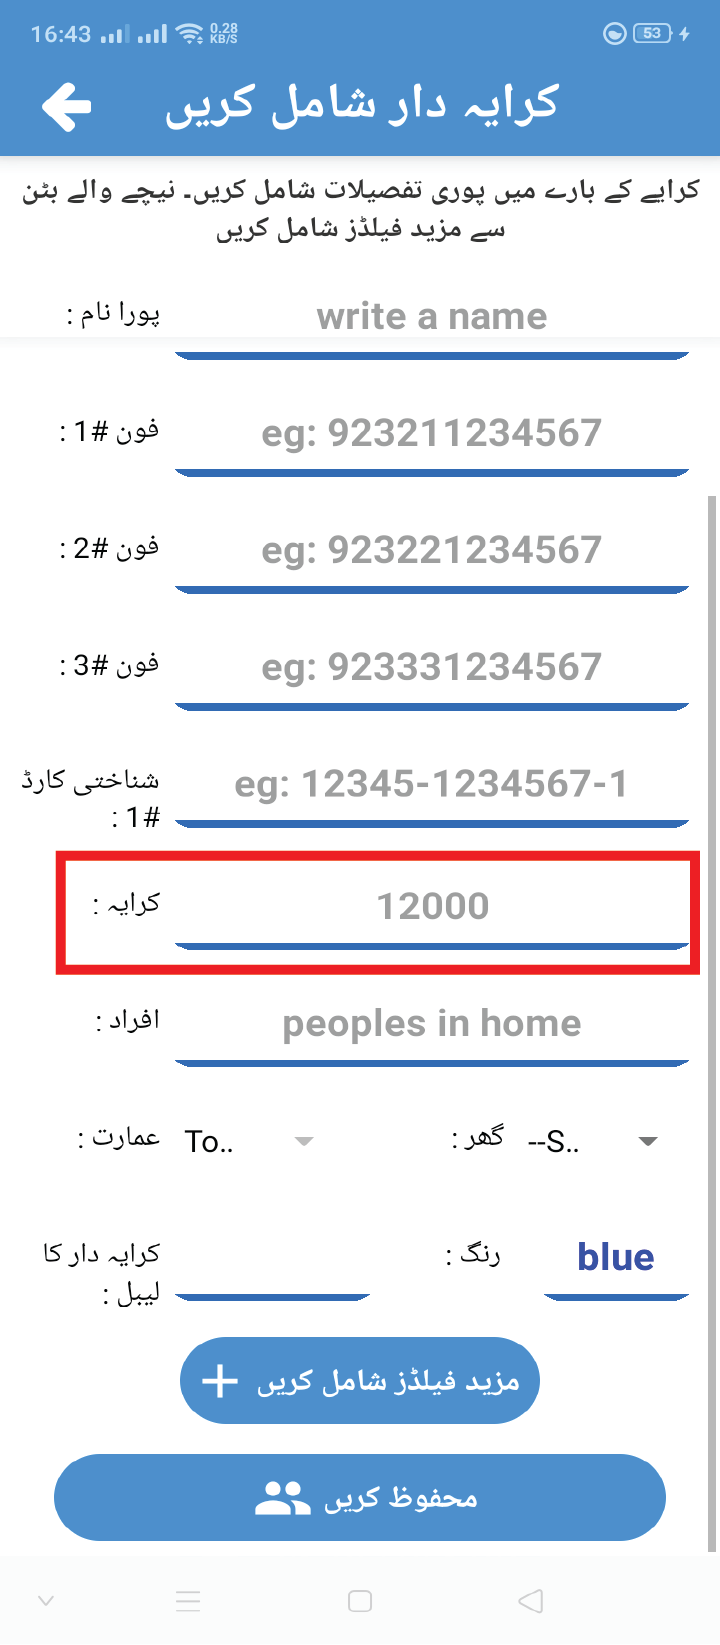 16:43 0.28 KB/S 53
کرایہ دار شامل کریں
کرایے کے بارے میں پوری تفصیلات شامل کریں۔ نیچے والے بٹن
سے مزید فیلڈز شامل کریں
پورا نام : write a name
فون #1 : eg: 923211234567
فون #2 : eg: 923221234567
فون #3 : eg: 923331234567
شناختی کارڈ eg: 12345-1234567-1
#1 :
کرایہ : 12000
افراد : peoples in home
عمارت : To.. گھر : --S..
کرایہ دار کا رنگ : blue
لیبل :
مزید فیلڈز شامل کریں
محفوظ کریں